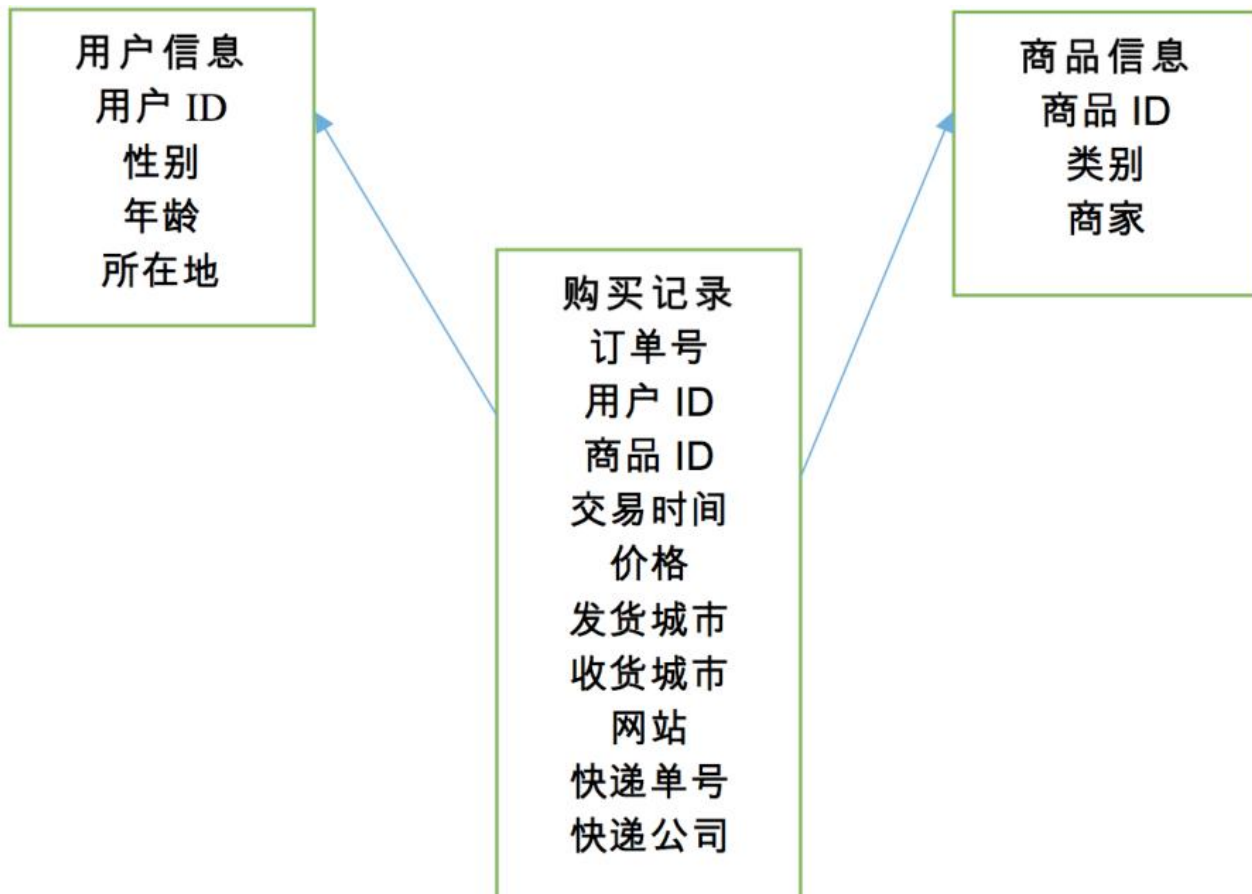 用户信息
用户 ID
性别
年龄
所在地
商品信息
商品 ID
类别
商家
购买记录
订单号
用户 ID
商品 ID
交易时间
价格
发货城市
收货城市
网站
快递单号
快递公司